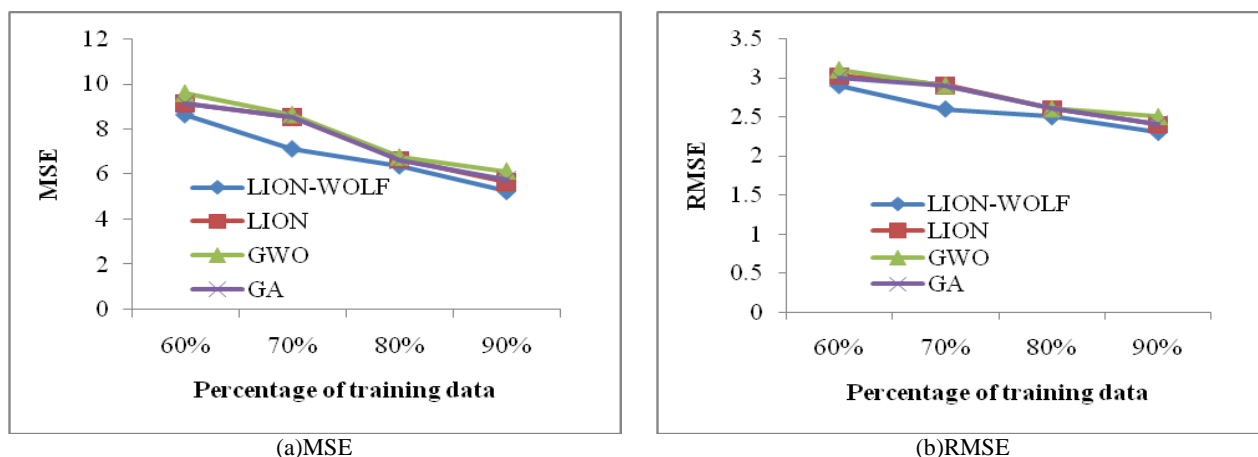 12
10
8
6
4
2
0
MSE
LION-WOLF
LION
GWO
GA
60% 70% 80% 90%
Percentage of training data
(a)MSE
3.5
3
2.5
2
1.5
1
0.5
0
RMSE
LION-WOLF
LION
GWO
GA
60% 70% 80% 90%
Percentage of training data
(b)RMSE